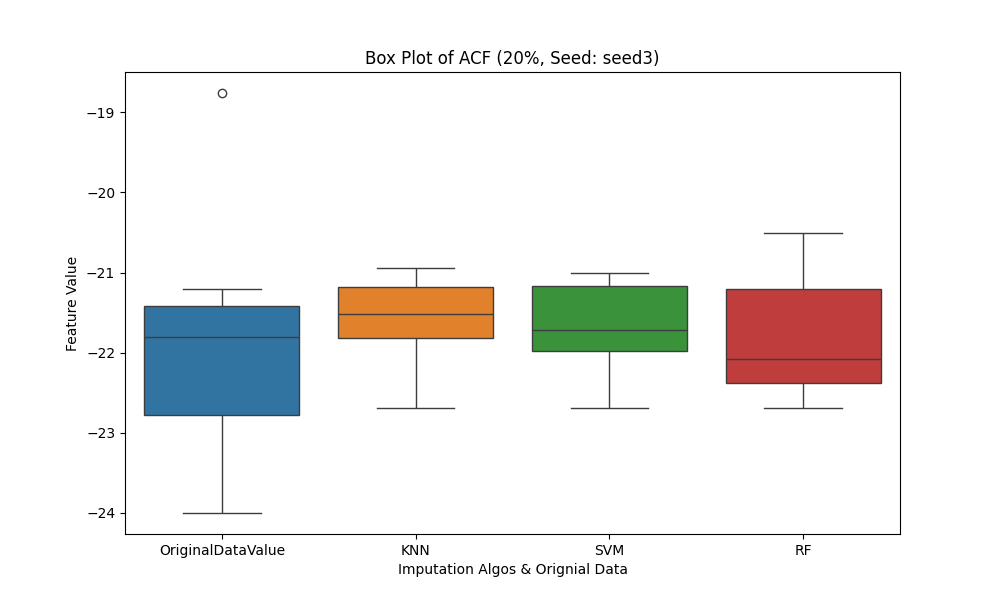 Box Plot of ACF (20%, Seed: seed3)
Feature Value
−19
−20
−21
−22
−23
−24
OriginalDataValue KNN SVM RF
Imputation Algos & Orignial Data